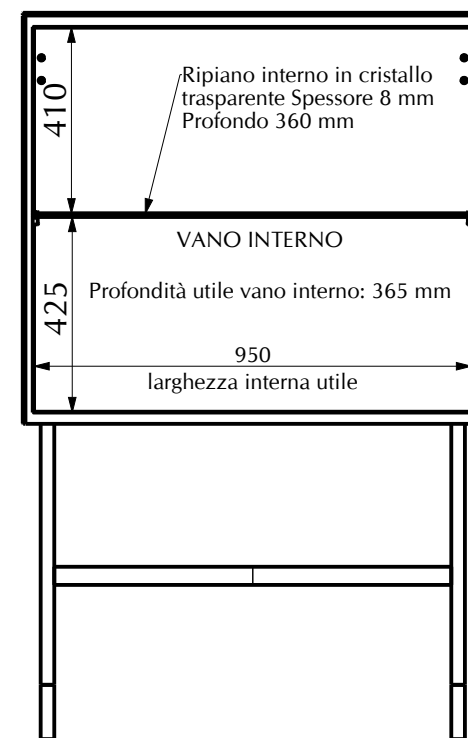 410
Ripiano interno in cristallo
trasparente Spessore 8 mm
Profondo 360 mm
VANO INTERNO
425
Profondità utile vano interno: 365 mm
950
larghezza interna utile